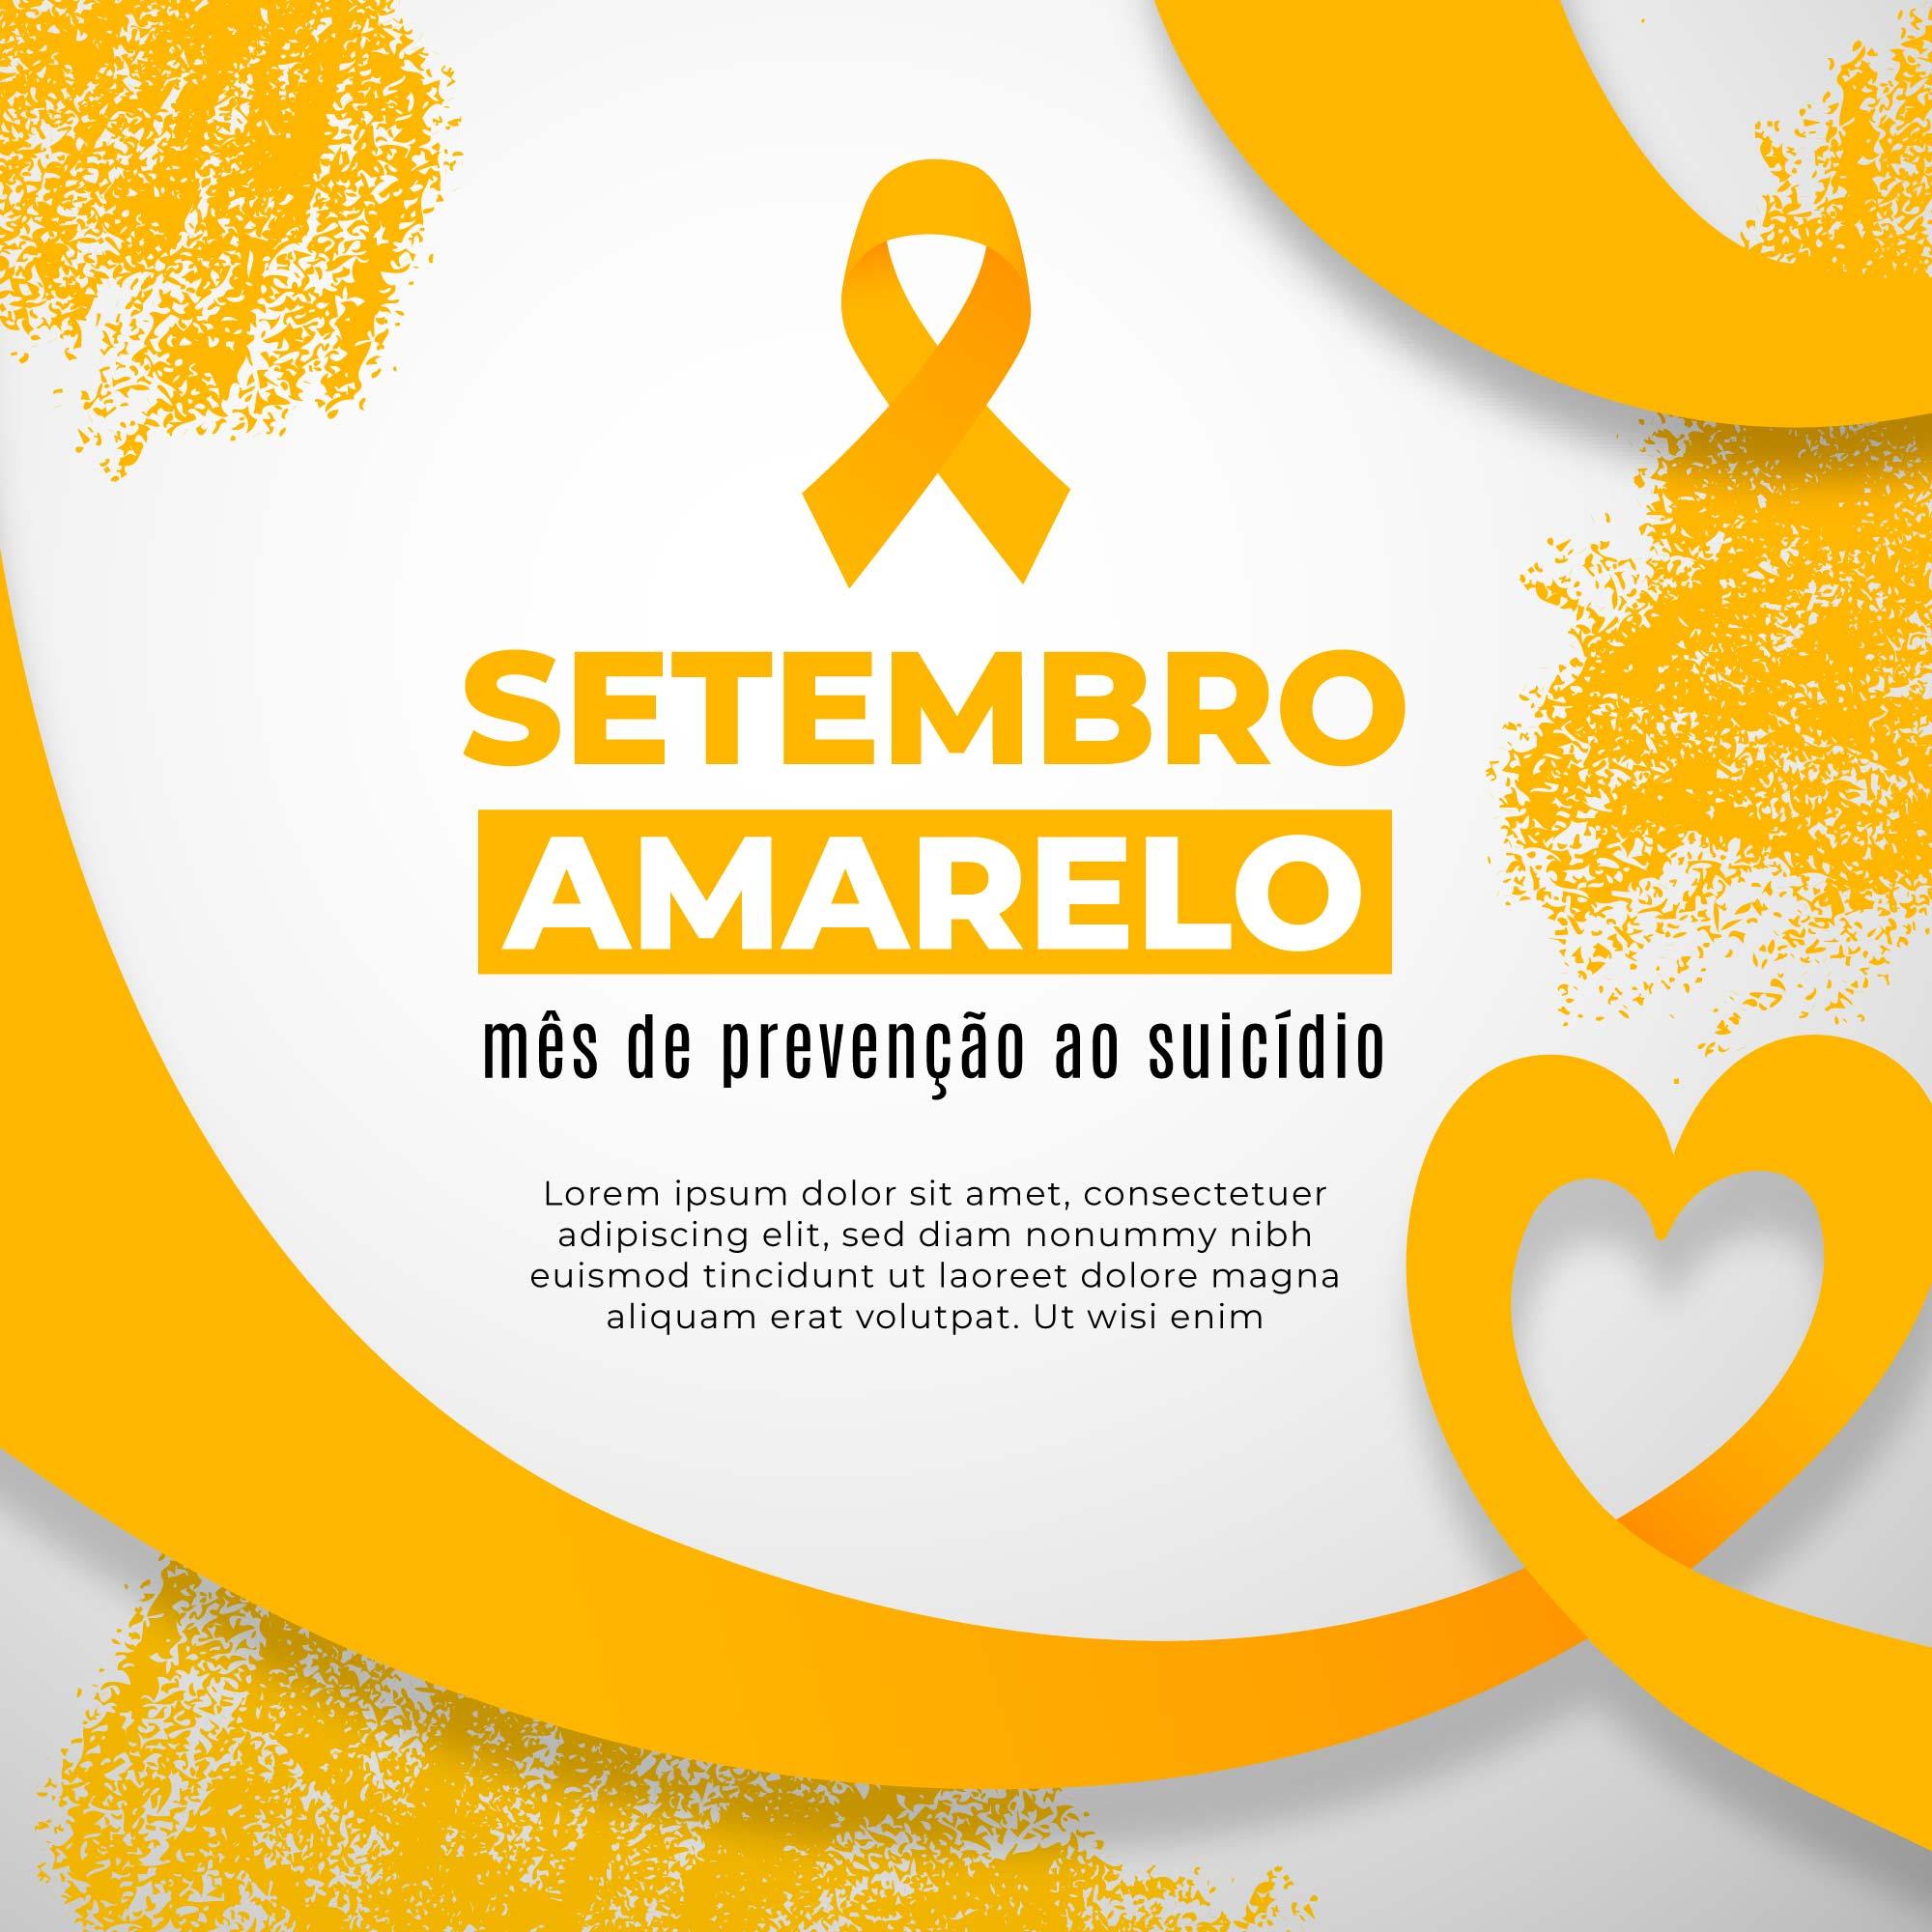 SETEMBRO
AMARELO
mês de prevenção ao suicídio
Lorem ipsum dolor sit amet, consectetuer
adipiscing elit, sed diam nonummy nibh
euismod tincidunt ut laoreet dolore magna
aliquam erat volutpat. Ut wisi enim